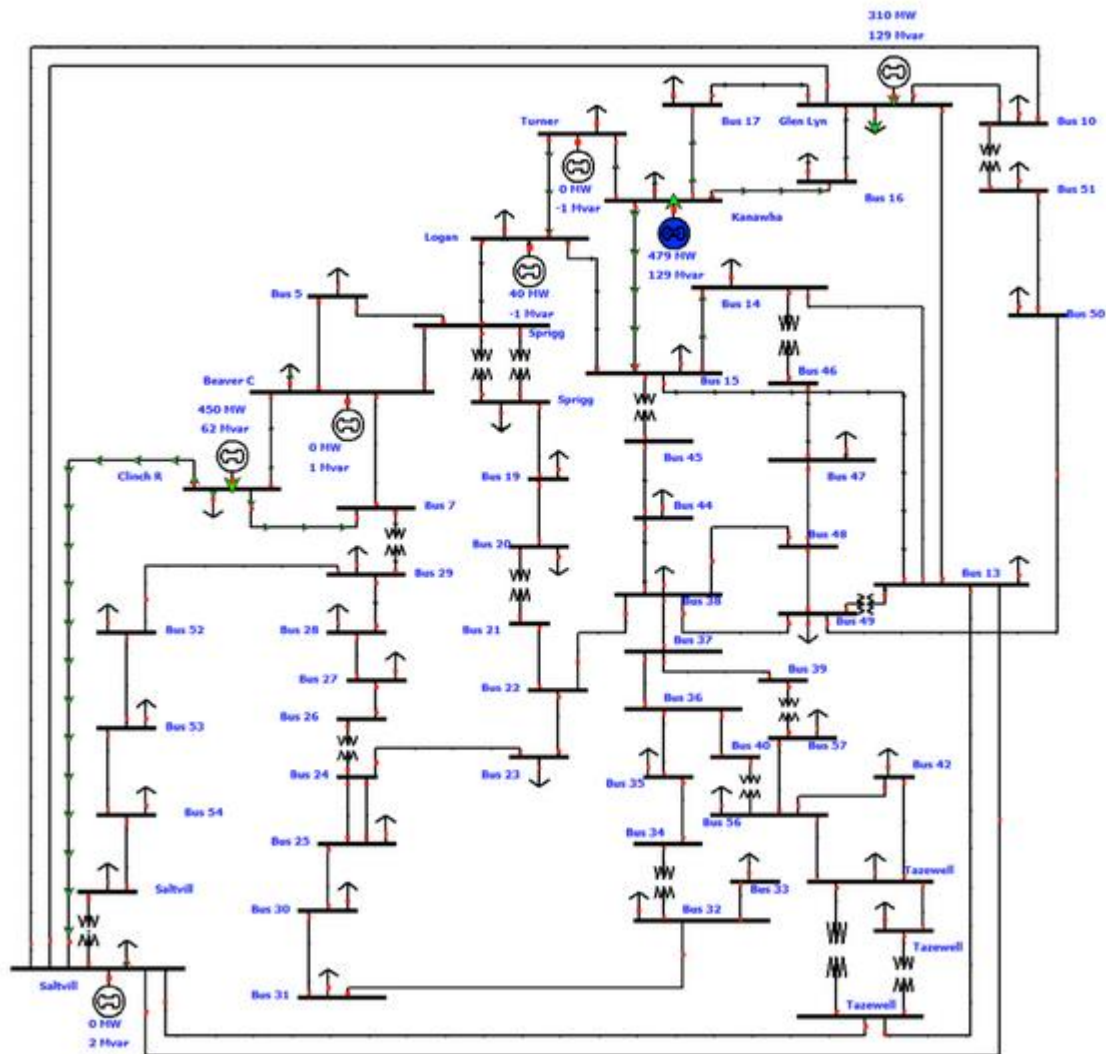 310 MW
129 Mvar
Turner
Bus 17
Glen Lyn
Bus 10
Bus 51
0 MW
-1 Mvar
Bus 16
Kanawha
Logan
479 MW
129 Mvar
Bus 5
40 MW
-1 Mvar
Bus 14
Bus 50
Sprigg
Beaver C
Bus 15
Bus 46
450 MW
62 Mvar
Sprigg
0 MW
1 Mvar
Clinch R
Bus 45
Bus 19
Bus 47
Bus 7
Bus 44
Bus 20
Bus 48
Bus 29
Bus 13
Bus 38
Bus 49
Bus 52
Bus 28
Bus 21
Bus 37
Bus 39
Bus 27
Bus 22
Bus 36
Bus 26
Bus 53
Bus 40
Bus 57
Bus 24
Bus 23
Bus 35
Bus 42
Bus 54
Bus 56
Bus 25
Bus 34
Saltvill
Tazewell
Bus 33
Bus 30
Bus 32
Tazewell
Saltvill
Bus 31
Tazewell
0 MW
2 Mvar